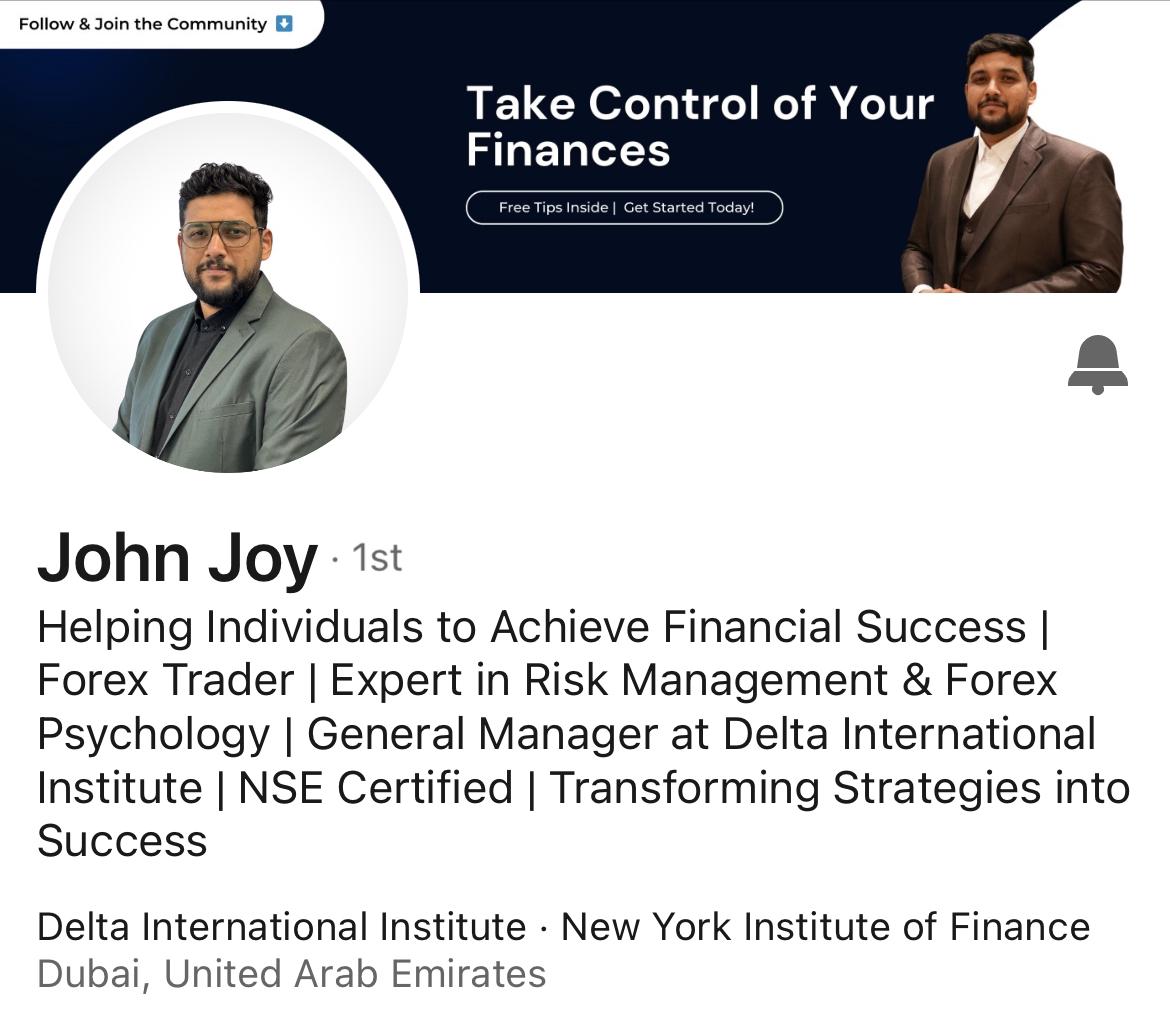 Follow & Join the Community ⬇️
Take Control of Your
Finances
Free Tips Inside | Get Started Today!
John Joy · 1st
Helping Individuals to Achieve Financial Success |
Forex Trader | Expert in Risk Management & Forex
Psychology | General Manager at Delta International
Institute | NSE Certified | Transforming Strategies into
Success
Delta International Institute · New York Institute of Finance
Dubai, United Arab Emirates